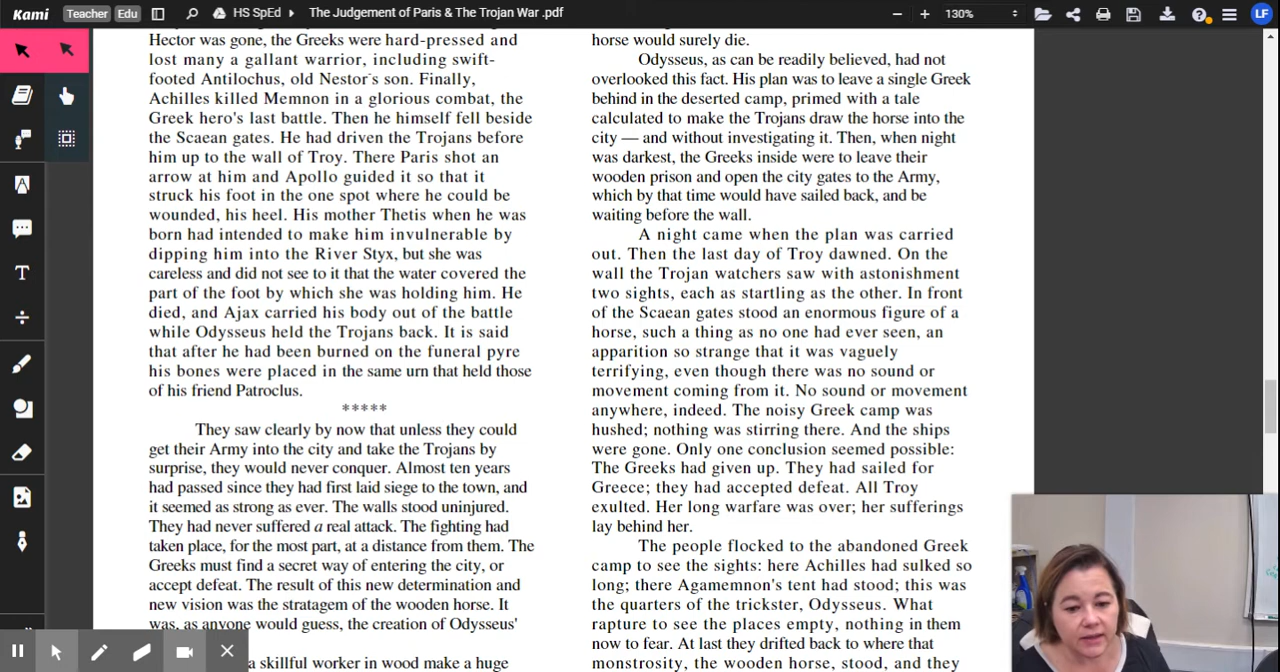 Kami
Teacher
Edu
HS SpEd
The Judgement of Paris & The Trojan War .pdf
130%
LF
Hector was gone, the Greeks were hard-pressed and
lost many a gallant warrior, including swift-
footed Antilochus, old Nestor's son. Finally,
Achilles killed Memnon in a glorious combat, the
Greek hero's last battle. Then he himself fell beside
the Scaean gates. He had driven the Trojans before
him up to the wall of Troy. There Paris shot an
arrow at him and Apollo guided it so that it
struck his foot in the one spot where he could be
wounded, his heel. His mother Thetis when he was
born had intended to make him invulnerable by
dipping him into the River Styx, but she was
careless and did not see to it that the water covered the
part of the foot by which she was holding him. He
died, and Ajax carried his body out of the battle
while Odysseus held the Trojans back. It is said
that after he had been burned on the funeral pyre
his bones were placed in the same urn that held those
of his friend Patroclus.
*****
They saw clearly by now that unless they could
get their Army into the city and take the Trojans by
surprise, they would never conquer. Almost ten years
had passed since they had first laid siege to the town, and
it seemed as strong as ever. The walls stood uninjured.
They had never suffered a real attack. The fighting had
taken place, for the most part, at a distance from them. The
Greeks must find a secret way of entering the city, or
accept defeat. The result of this new determination and
new vision was the stratagem of the wooden horse. It
was, as anyone would guess, the creation of Odysseus'
a skillful worker in wood make a huge
horse would surely die.
Odysseus, as can be readily believed, had not
overlooked this fact. His plan was to leave a single Greek
behind in the deserted camp, primed with a tale
calculated to make the Trojans draw the horse into the
city — and without investigating it. Then, when night
was darkest, the Greeks inside were to leave their
wooden prison and open the city gates to the Army,
which by that time would have sailed back, and be
waiting before the wall.
A night came when the plan was carried
out. Then the last day of Troy dawned. On the
wall the Trojan watchers saw with astonishment
two sights, each as startling as the other. In front
of the Scaean gates stood an enormous figure of a
horse, such a thing as no one had ever seen, an
apparition so strange that it was vaguely
terrifying, even though there was no sound or
movement coming from it. No sound or movement
anywhere, indeed. The noisy Greek camp was
hushed; nothing was stirring there. And the ships
were gone. Only one conclusion seemed possible:
The Greeks had given up. They had sailed for
Greece; they had accepted defeat. All Troy
exulted. Her long warfare was over; her sufferings
lay behind her.
The people flocked to the abandoned Greek
camp to see the sights: here Achilles had sulked so
long; there Agamemnon's tent had stood; this was
the quarters of the trickster, Odysseus. What
rapture to see the places empty, nothing in them
now to fear. At last they drifted back to where that
monstrosity, the wooden horse, stood, and they